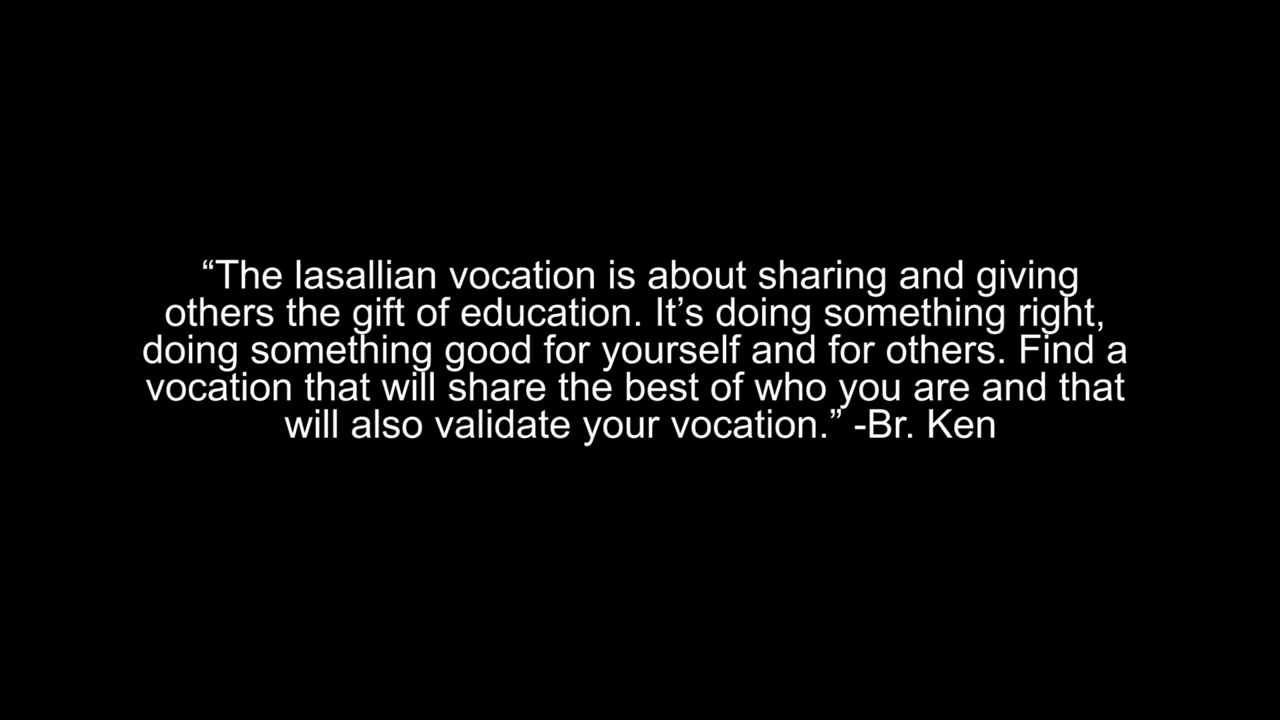 “The lasallian vocation is about sharing and giving
others the gift of education. It’s doing something right,
doing something good for yourself and for others. Find a
vocation that will share the best of who you are and that
will also validate your vocation.” -Br. Ken